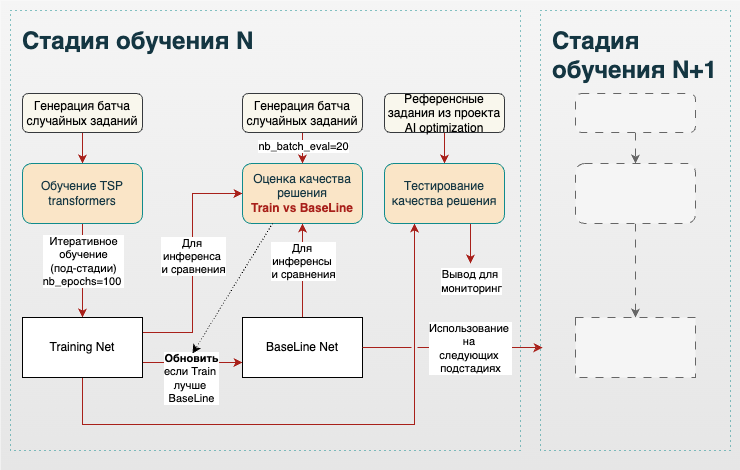 Стадия обучения N
Стадия
обучения N+1
Генерация батча
случайных заданий
Генерация батча
случайных заданий
Референсные
задания из проекта
AI optimization
nb_batch_eval=20
Обучение TSP
transformers
Оценка качества
решения
Train vs BaseLine
Тестирование
качества решения
Итеративное
обучение
(под-стадии)
nb_epochs=100
Для
инференса
и сравнения
Для
инференсы
и сравнения
Вывод для
мониторинг
Training Net
BaseLine Net
Использование
на
следующих
подстадиях
Обновить
если Train
лучше
BaseLine